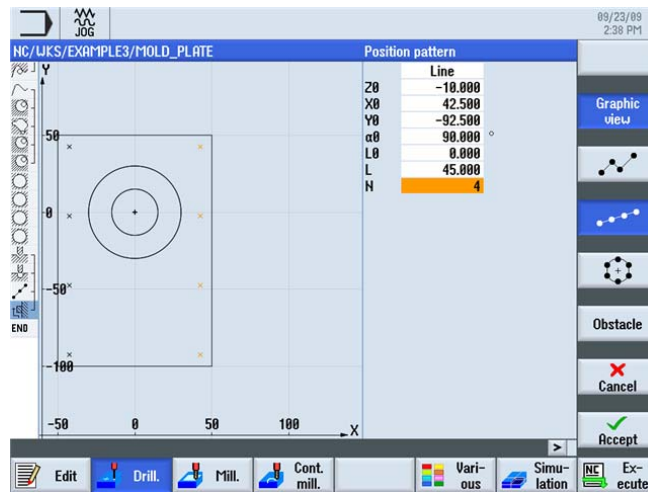 JOG
09/23/09
2:38 PM
NC/WKS/EXAMPLE3/MOLD_PLATE
Position pattern
Line
Z0 -10.000
X0 42.500
Y0 -92.500
α0 90.000 °
L0 0.000
L 45.000
N 4
Y
50
0
-50
-100
-50 0 50 100 X
END
Graphic
view
Obstacle
Cancel
Accept
>
Edit
Drill.
Mill.
Cont.
mill.
Vari-
ous
Simu-
lation
NC
Ex-
ecute